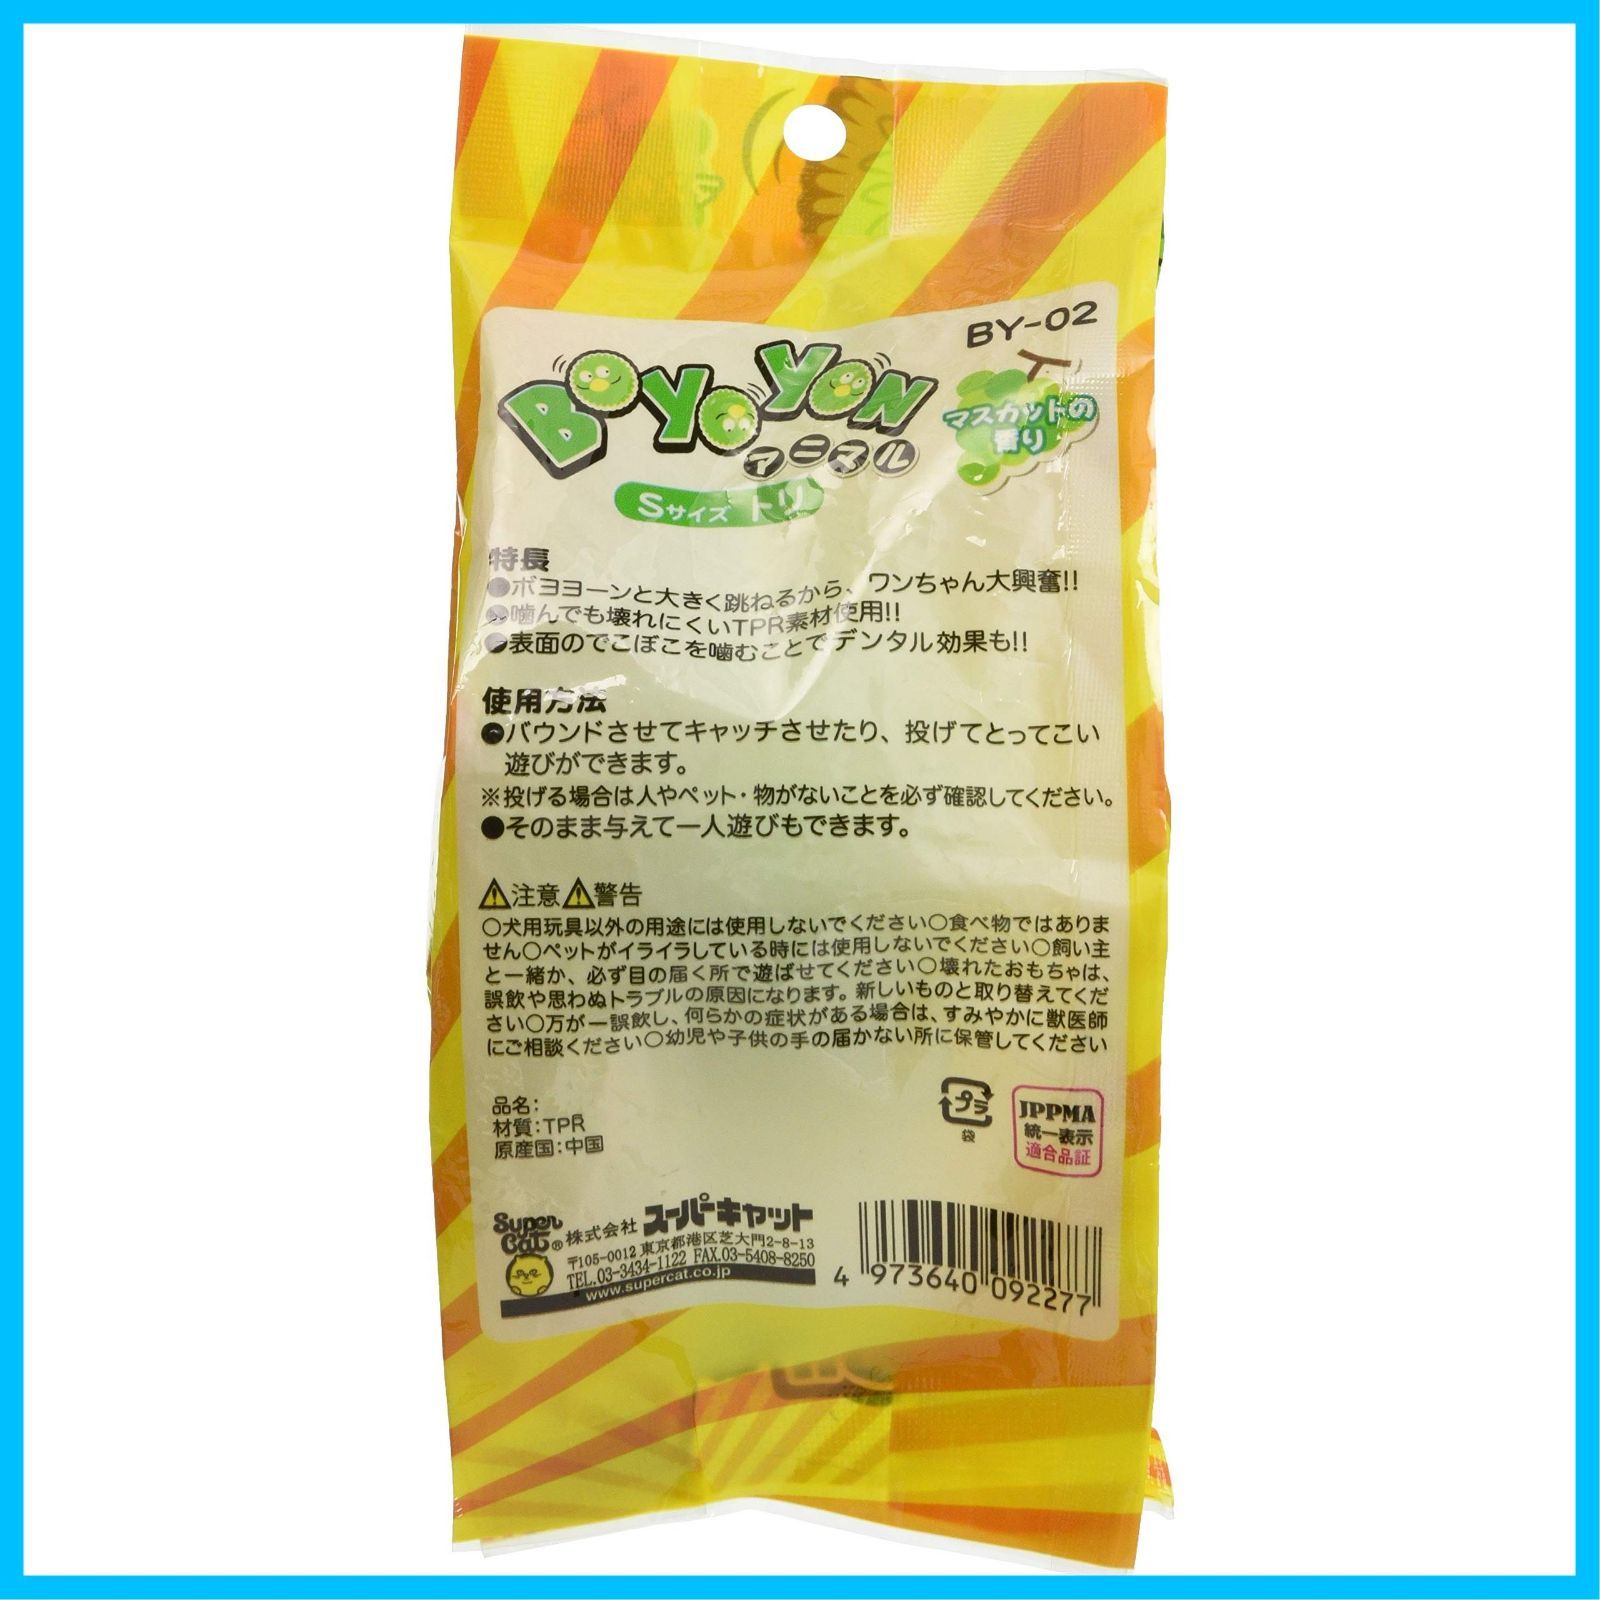 BY-02
BOYOYON
アニマル
マスカットの
香り
Sサイズ トリ
特長
●ボヨヨーンと大きく跳ねるから、ワンちゃん大興奮!!
●噛んでも壊れにくいTPR素材使用!!
●表面のでこぼこを噛むことでデンタル効果も!!
使用方法
●バウンドさせてキャッチさせたり、投げてとってこい
遊びができます。
※投げる場合は人やペット・物がないことを必ず確認してください。
●そのまま与えて一人遊びもできます。
⚠注意⚠警告
○犬用玩具以外の用途には使用しないでください○食べ物ではありま
せん○ペットがイライラしている時には使用しないでください○飼い主
と一緒か、必ず目の届く所で遊ばせてください○壊れたおもちゃは、
誤飲や思わぬトラブルの原因になります。新しいものと取り替えてくだ
さい○万が一誤飲し、何らかの症状がある場合は、すみやかに獣医師
にご相談ください○幼児や子供の手の届かない所に保管してください
品名:
材質:TPR
原産国:中国
プラ
袋
JPPMA
統一表示
適合品証
Super Cat®
株式会社 スーパーキャット
〒105-0012 東京都港区芝大門2-8-13
TEL.03-3434-1122 FAX.03-5408-8250
www.supercat.co.jp
4 973640 092277